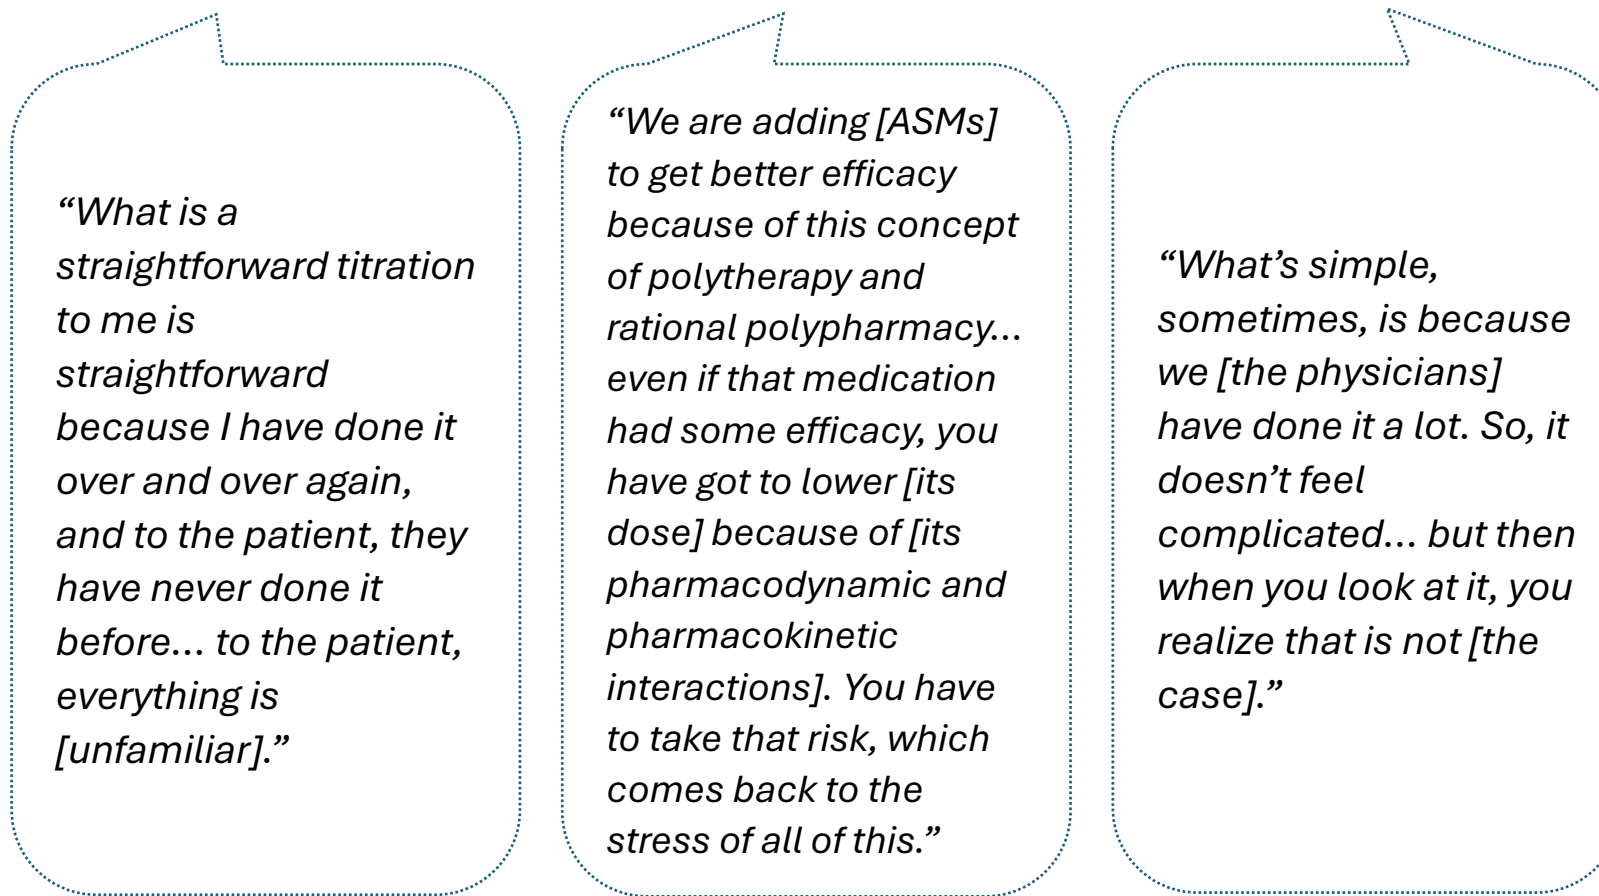 “What is a
straightforward titration
to me is
straightforward
because I have done it
over and over again,
and to the patient, they
have never done it
before... to the patient,
everything is
[unfamiliar].”
“We are adding [ASMs]
to get better efficacy
because of this concept
of polytherapy and
rational polypharmacy...
even if that medication
had some efficacy, you
have got to lower [its
dose] because of [its
pharmacodynamic and
pharmacokinetic
interactions]. You have
to take that risk, which
comes back to the
stress of all of this.”
“What’s simple,
sometimes, is because
we [the physicians]
have done it a lot. So, it
doesn’t feel
complicated... but then
when you look at it, you
realize that is not [the
case].”